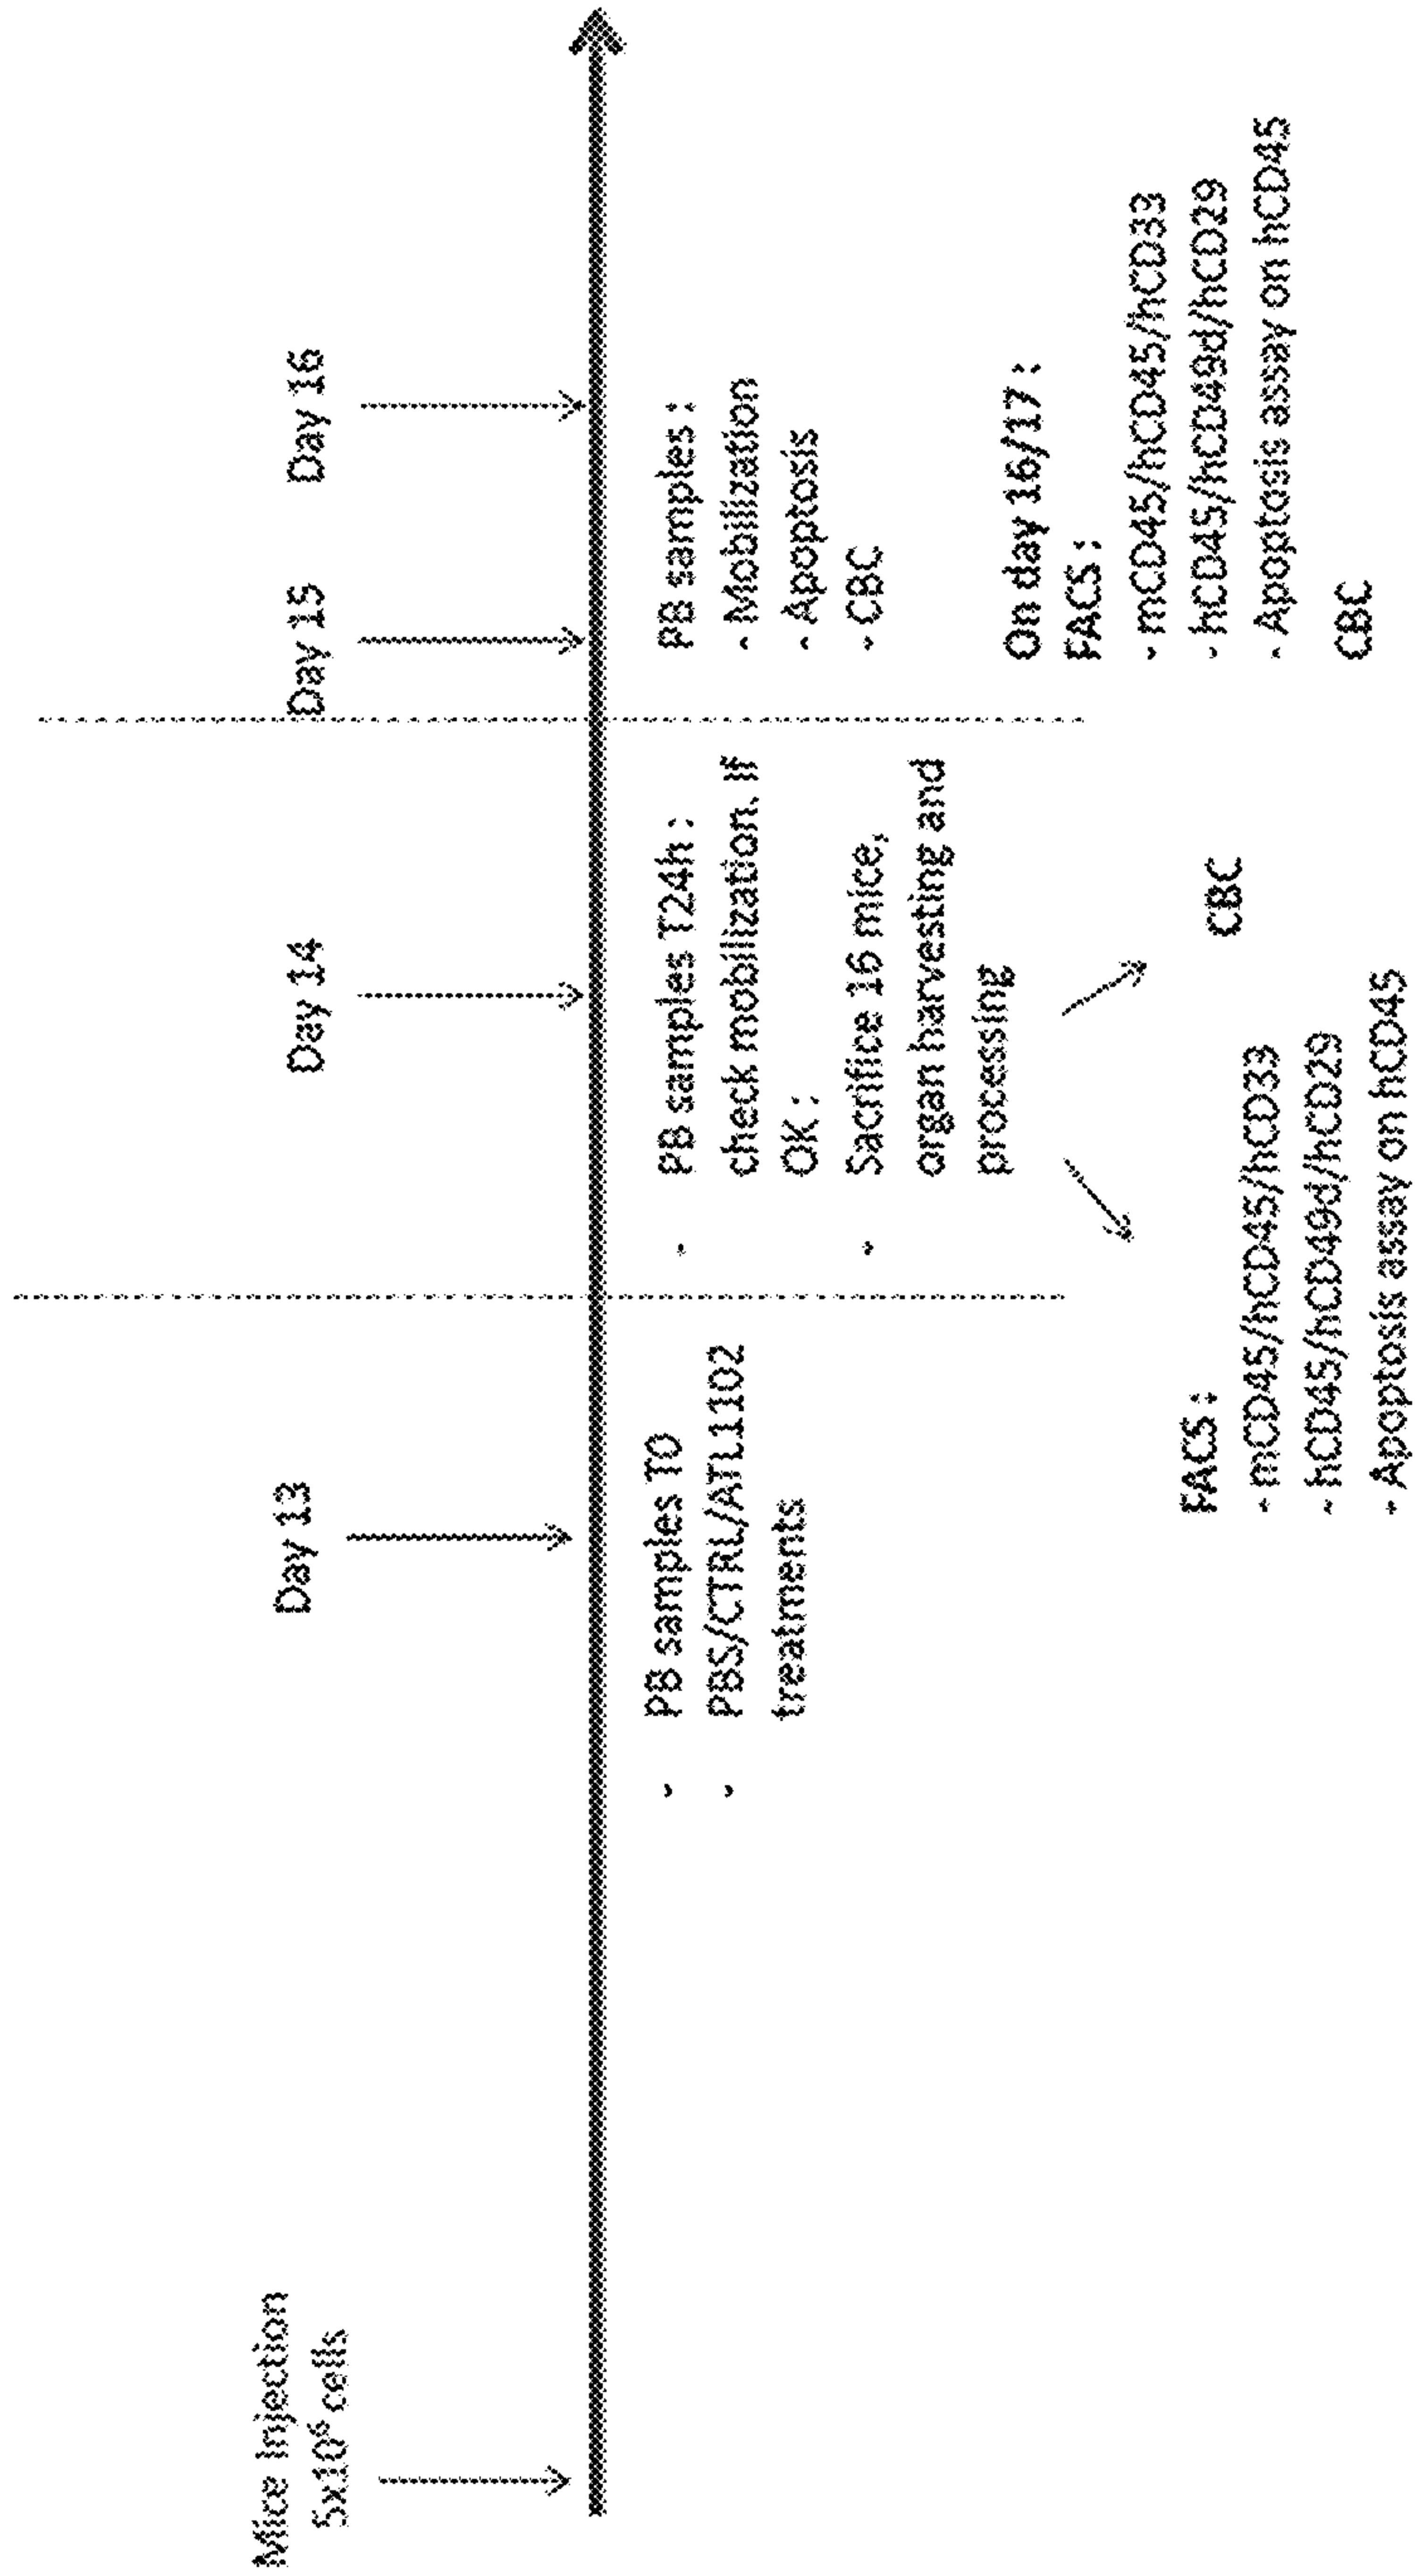 Mice Injection
5x10⁶ cells
Day 13
Day 14
Day 15
Day 16
- PB samples T0
- PBS/CTRL/ATL1102
treatments
- PB samples T24h :
check mobilization. If
OK :
- Sacrifice 16 mice,
organ harvesting and
processing
FACS :
- mCD45/hCD45/hCD33
- hCD45/hCD49d/hCD29
- Apoptosis assay on hCD45
CBC
PB samples :
- Mobilization
- Apoptosis
- CBC
On day 16/17 :
FACS :
- mCD45/hCD45/hCD33
- hCD45/hCD49d/hCD29
- Apoptosis assay on hCD45
CBC